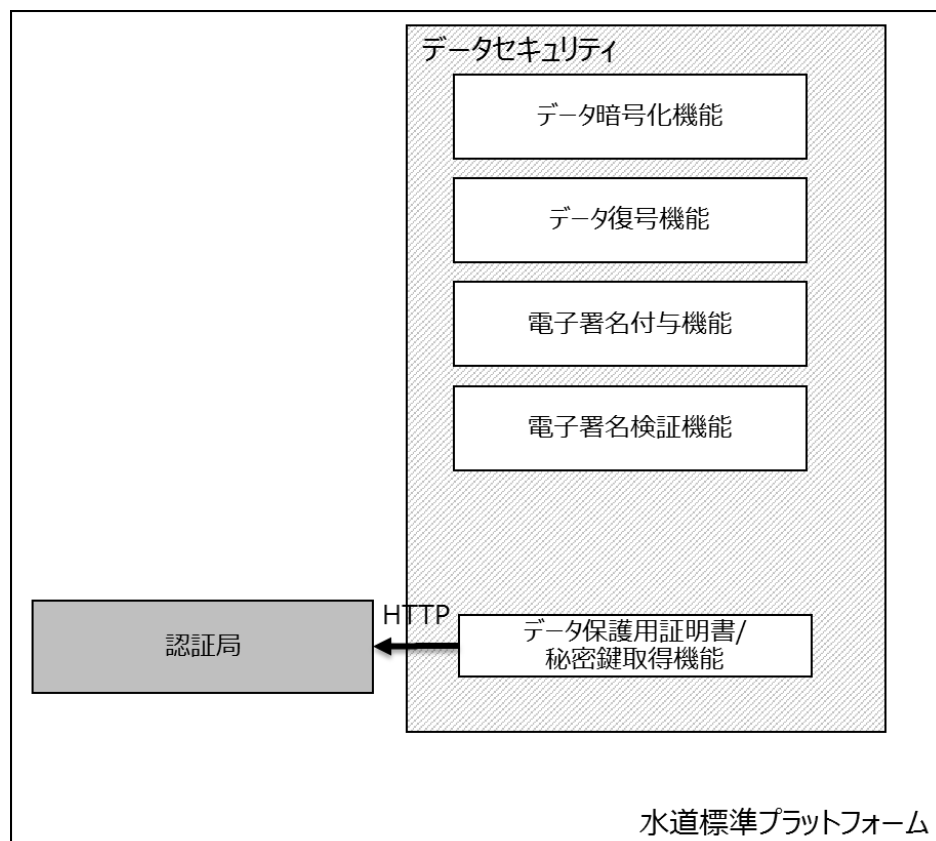 データセキュリティ
データ暗号化機能
データ復号機能
電子署名付与機能
電子署名検証機能
HTTP
認証局
データ保護用証明書/
秘密鍵取得機能
水道標準プラットフォーム